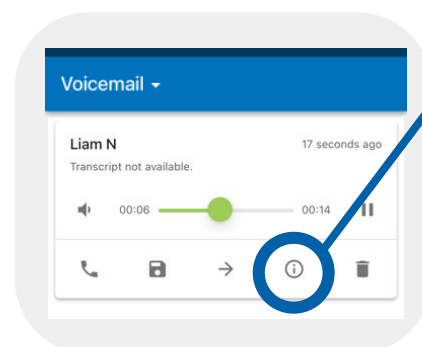 Voicemail
Liam N 17 seconds ago
Transcript not available.
00:06 00:14